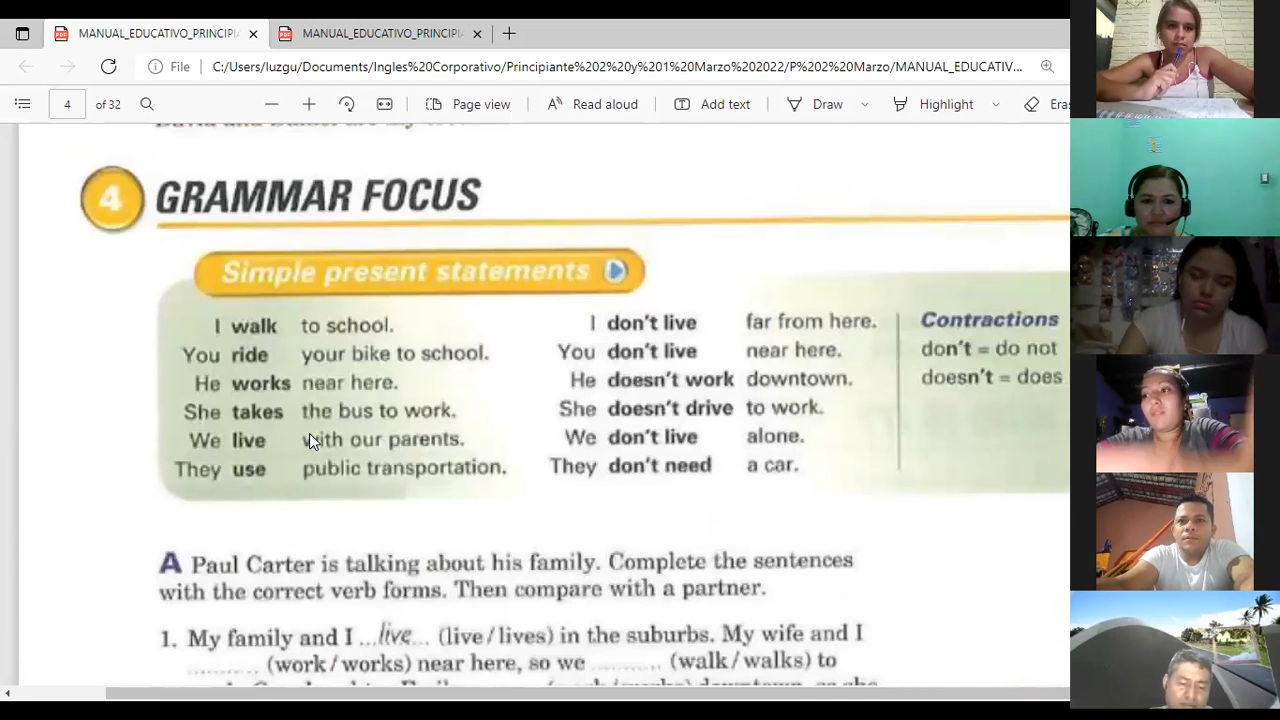 MANUAL_EDUCATIVO_PRINCIPI
MANUAL_EDUCATIVO_PRINCIPI
File
C:/Users/luzgu/Documents/Ingles%20Corporativo/Principiante%202%20y%201%20Marzo%2022/P%202%20Marzo/MANUAL_EDUCATIV...
4 of 32
Page view
Read aloud
Add text
Draw
Highlight
Eras
4 GRAMMAR FOCUS
Simple present statements
I walk to school.
You ride your bike to school.
He works near here.
She takes the bus to work.
We live with our parents.
They use public transportation.
I don't live far from here.
You don't live near here.
He doesn't work downtown.
She doesn't drive to work.
We don't live alone.
They don't need a car.
Contractions
don't = do not
doesn't = does
A Paul Carter is talking about his family. Complete the sentences
with the correct verb forms. Then compare with a partner.
1. My family and I ...live... (live/lives) in the suburbs. My wife and I
.......... (work/works) near here, so we .......... (walk/walks) to